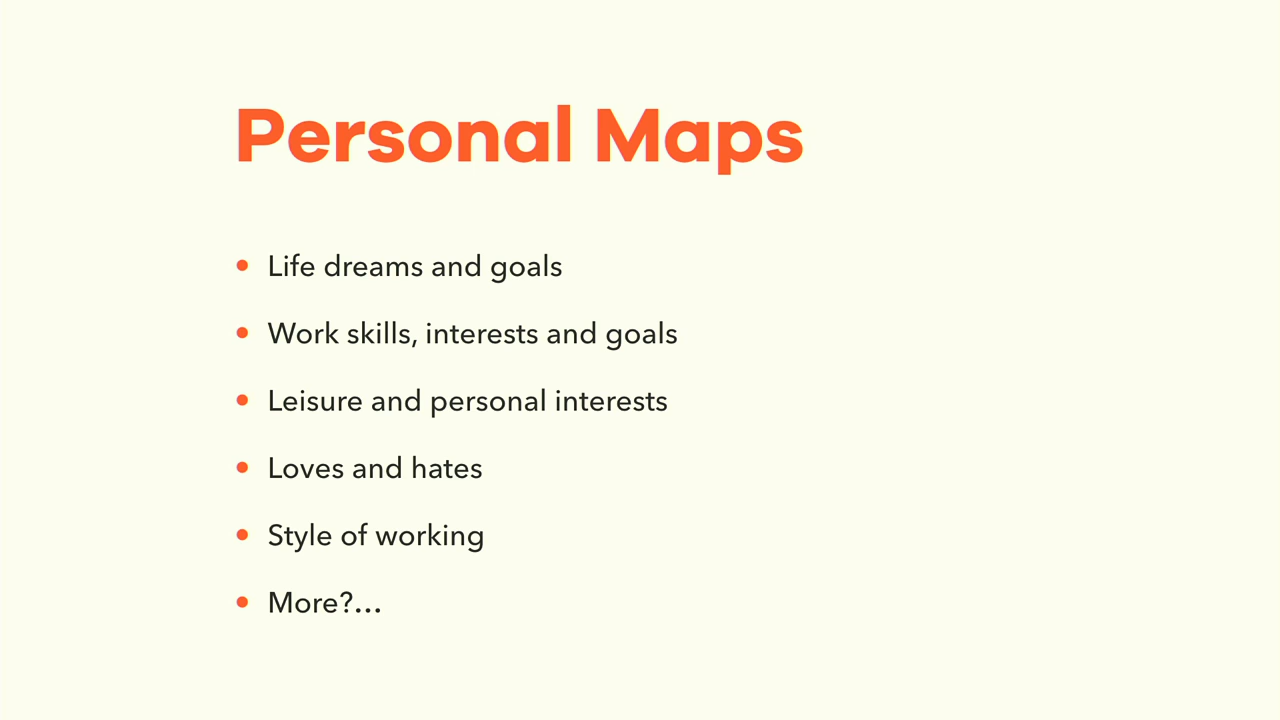 Personal Maps
• Life dreams and goals
• Work skills, interests and goals
• Leisure and personal interests
• Loves and hates
• Style of working
• More?...